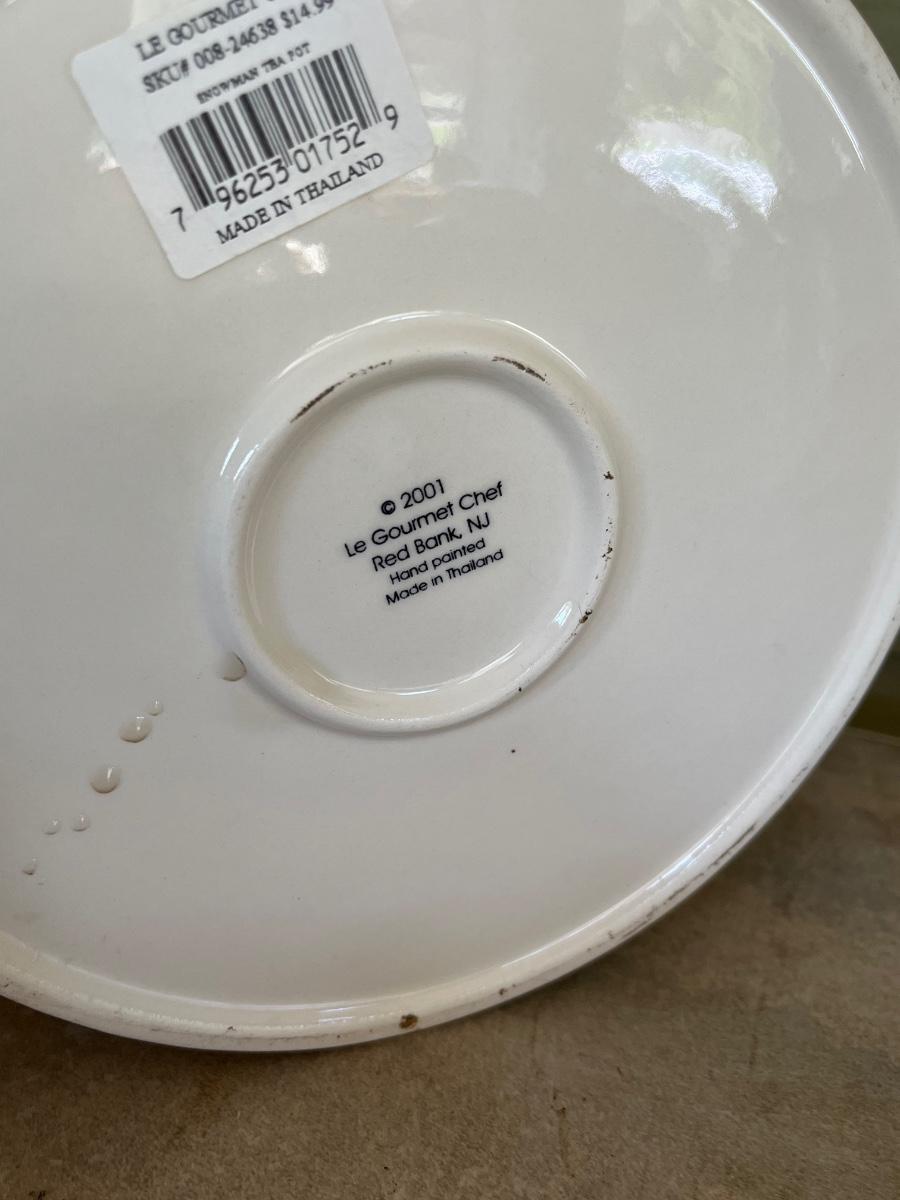 LE GOURMET
SKU# 008-24638 $14.99
SNOWMAN TEA POT
7 96253 01752 9
MADE IN THAILAND
© 2001
Le Gourmet Chef
Red Bank, NJ
Hand painted
Made in Thailand